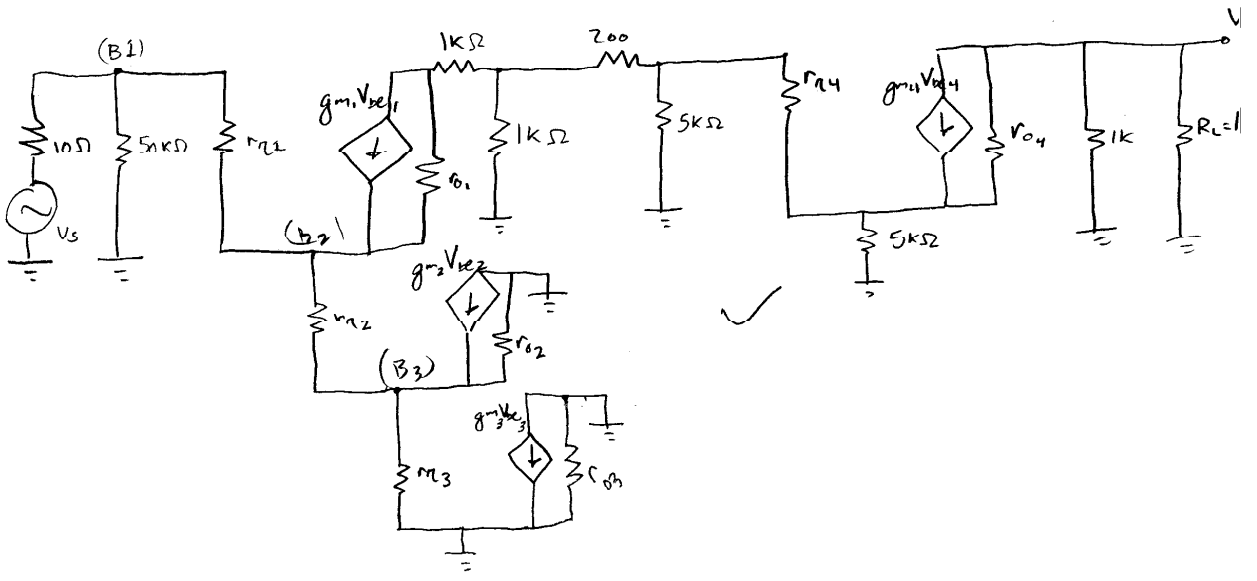 (B1)
1KΩ
200
V
10Ω
50KΩ
rπ1
gm1Vbe1
ro1
1KΩ
5KΩ
rπ4
gm4Vbe4
ro4
1K
RL=1
Vs
(B2)
5KΩ
gm2Vbe2
rπ2
ro2
(B3)
gm3Vbe3
rπ3
ro3